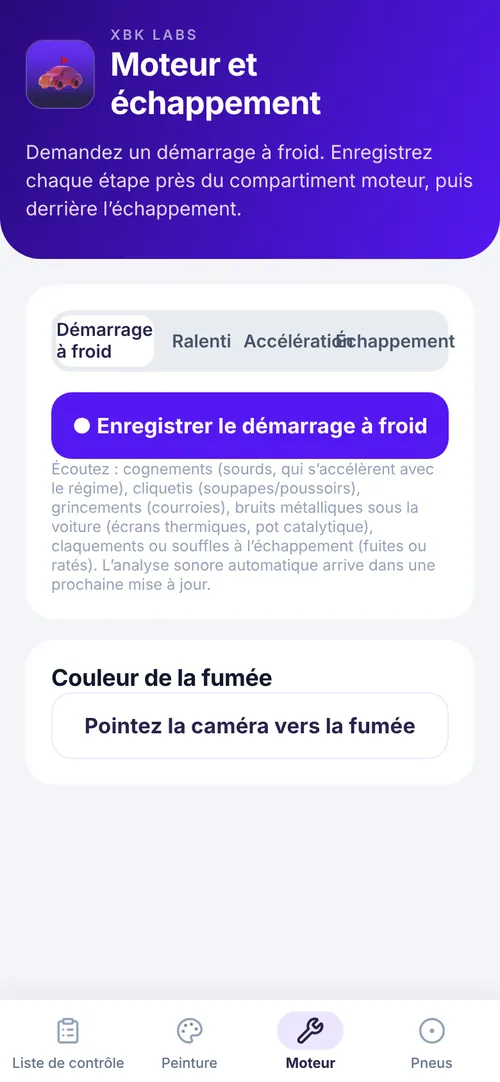 XBK LABS
Moteur et
échappement
Demandez un démarrage à froid. Enregistrez
chaque étape près du compartiment moteur, puis
derrière l’échappement.
Démarrage
à froid
Ralenti
Accélération
Échappement
Enregistrer le démarrage à froid
Écoutez : cognements (sourds, qui s’accélèrent avec
le régime), cliquetis (soupapes/poussoirs),
grincements (courroies), bruits métalliques sous la
voiture (écrans thermiques, pot catalytique),
claquements ou souffles à l’échappement (fuites ou
ratés). L’analyse sonore automatique arrive dans une
prochaine mise à jour.
Couleur de la fumée
Pointez la caméra vers la fumée
Liste de contrôle
Peinture
Moteur
Pneus